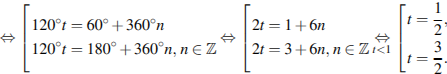 ⇔ [ 120°t = 60° + 360°n ⇔ [ 2t = 1 + 6n ⇔ t<1 [ t = 1/2,
120°t = 180° + 360°n, n ∈ ℤ 2t = 3 + 6n, n ∈ ℤ t = 3/2